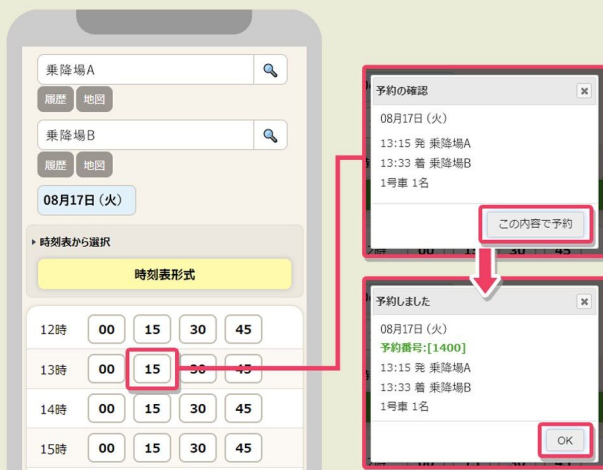 乗降場A
履歴 地図
乗降場B
履歴 地図
08月17日（火）
時刻表から選択
時刻表形式
12時 00 15 30 45
13時 00 15 30 45
14時 00 15 30 45
15時 00 15 30 45
予約の確認
08月17日（火）
13:15 発 乗降場A
13:33 着 乗降場B
1号車 1名
この内容で予約
00 15 30 45
予約しました
08月17日（火）
予約番号:[1400]
13:15 発 乗降場A
13:33 着 乗降場B
1号車 1名
OK